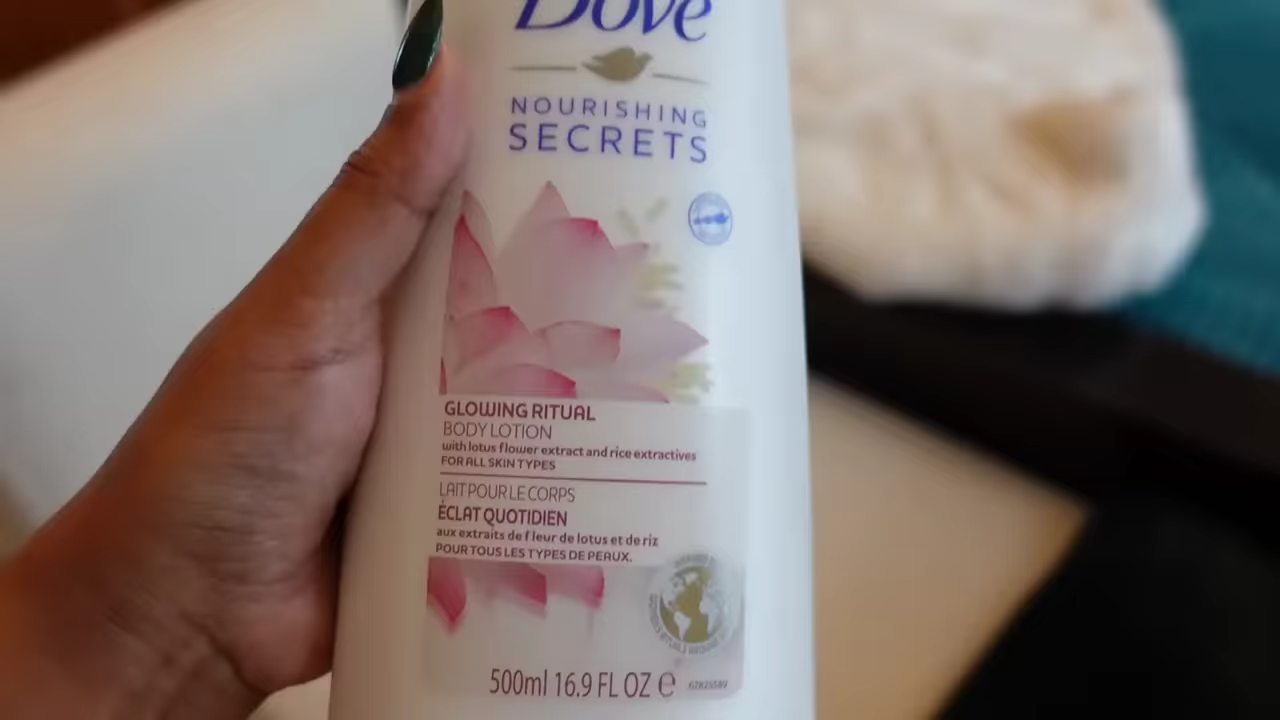 Dove
NOURISHING
SECRETS
GLOWING RITUAL
BODY LOTION
with lotus flower extract and rice extractives
FOR ALL SKIN TYPES
LAIT POUR LE CORPS
ÉCLAT QUOTIDIEN
aux extraits de fleur de lotus et de riz
POUR TOUS LES TYPES DE PEAUX.
500ml 16.9 FL OZ e